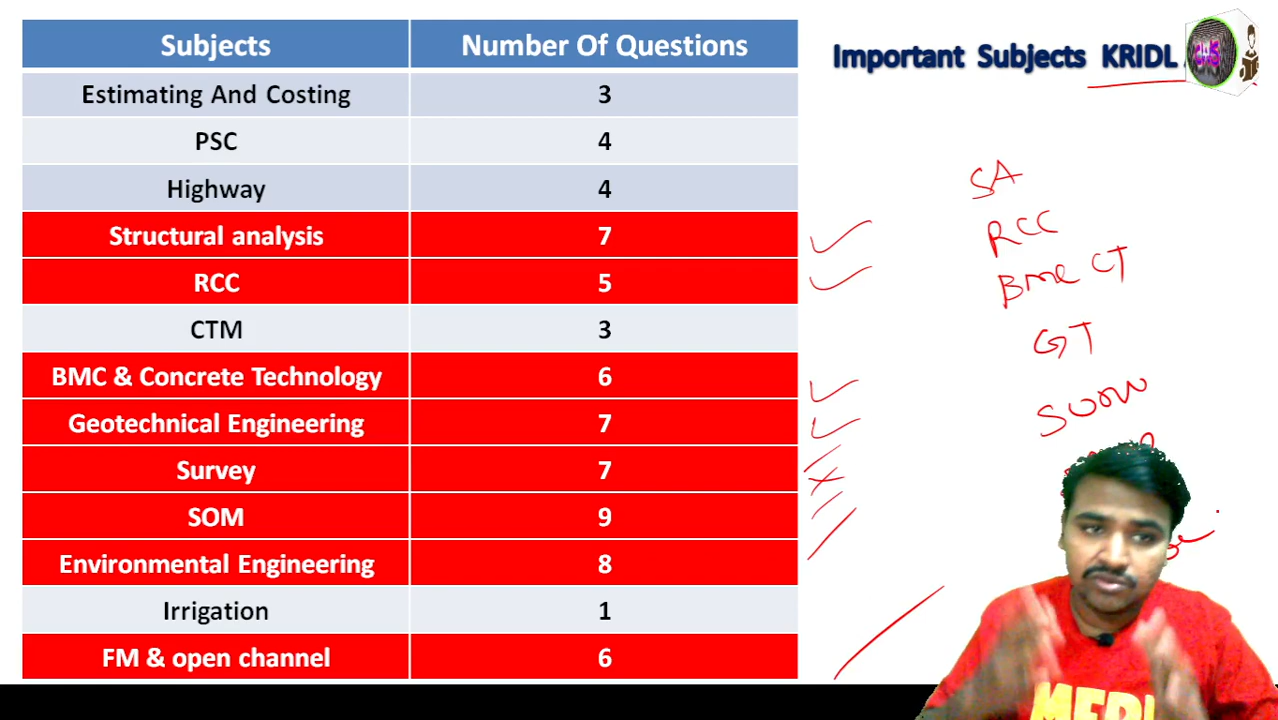 Subjects Number Of Questions
Estimating And Costing 3
PSC 4
Highway 4
Structural analysis 7
RCC 5
CTM 3
BMC & Concrete Technology 6
Geotechnical Engineering 7
Survey 7
SOM 9
Environmental Engineering 8
Irrigation 1
FM & open channel 6
Important Subjects KRIDL
SA
RCC
BMC CT
GT